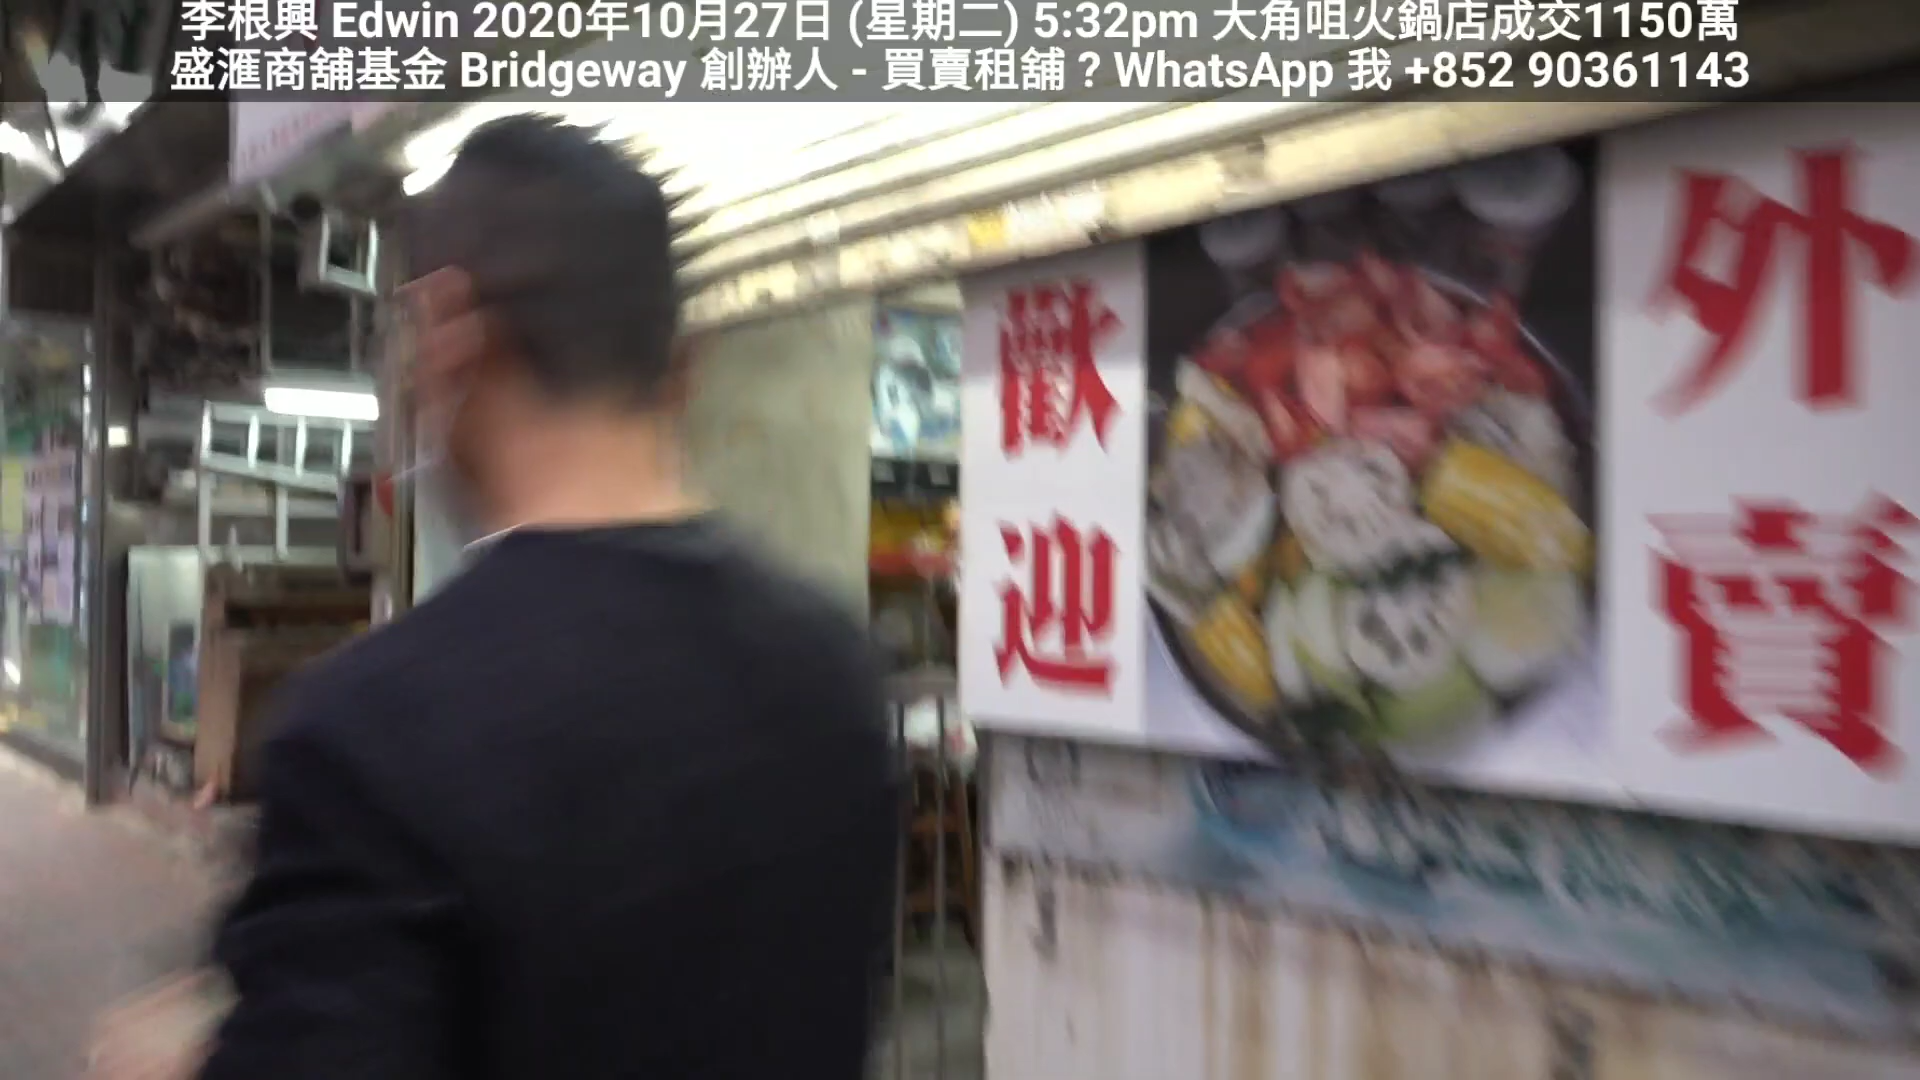 李根興 Edwin 2020年10月27日 (星期二) 5:32pm 大角咀火鍋店成交1150萬
盛滙商舖基金 Bridgeway 創辦人 - 買賣租舖 ? WhatsApp 我 +852 90361143
歡迎
外賣